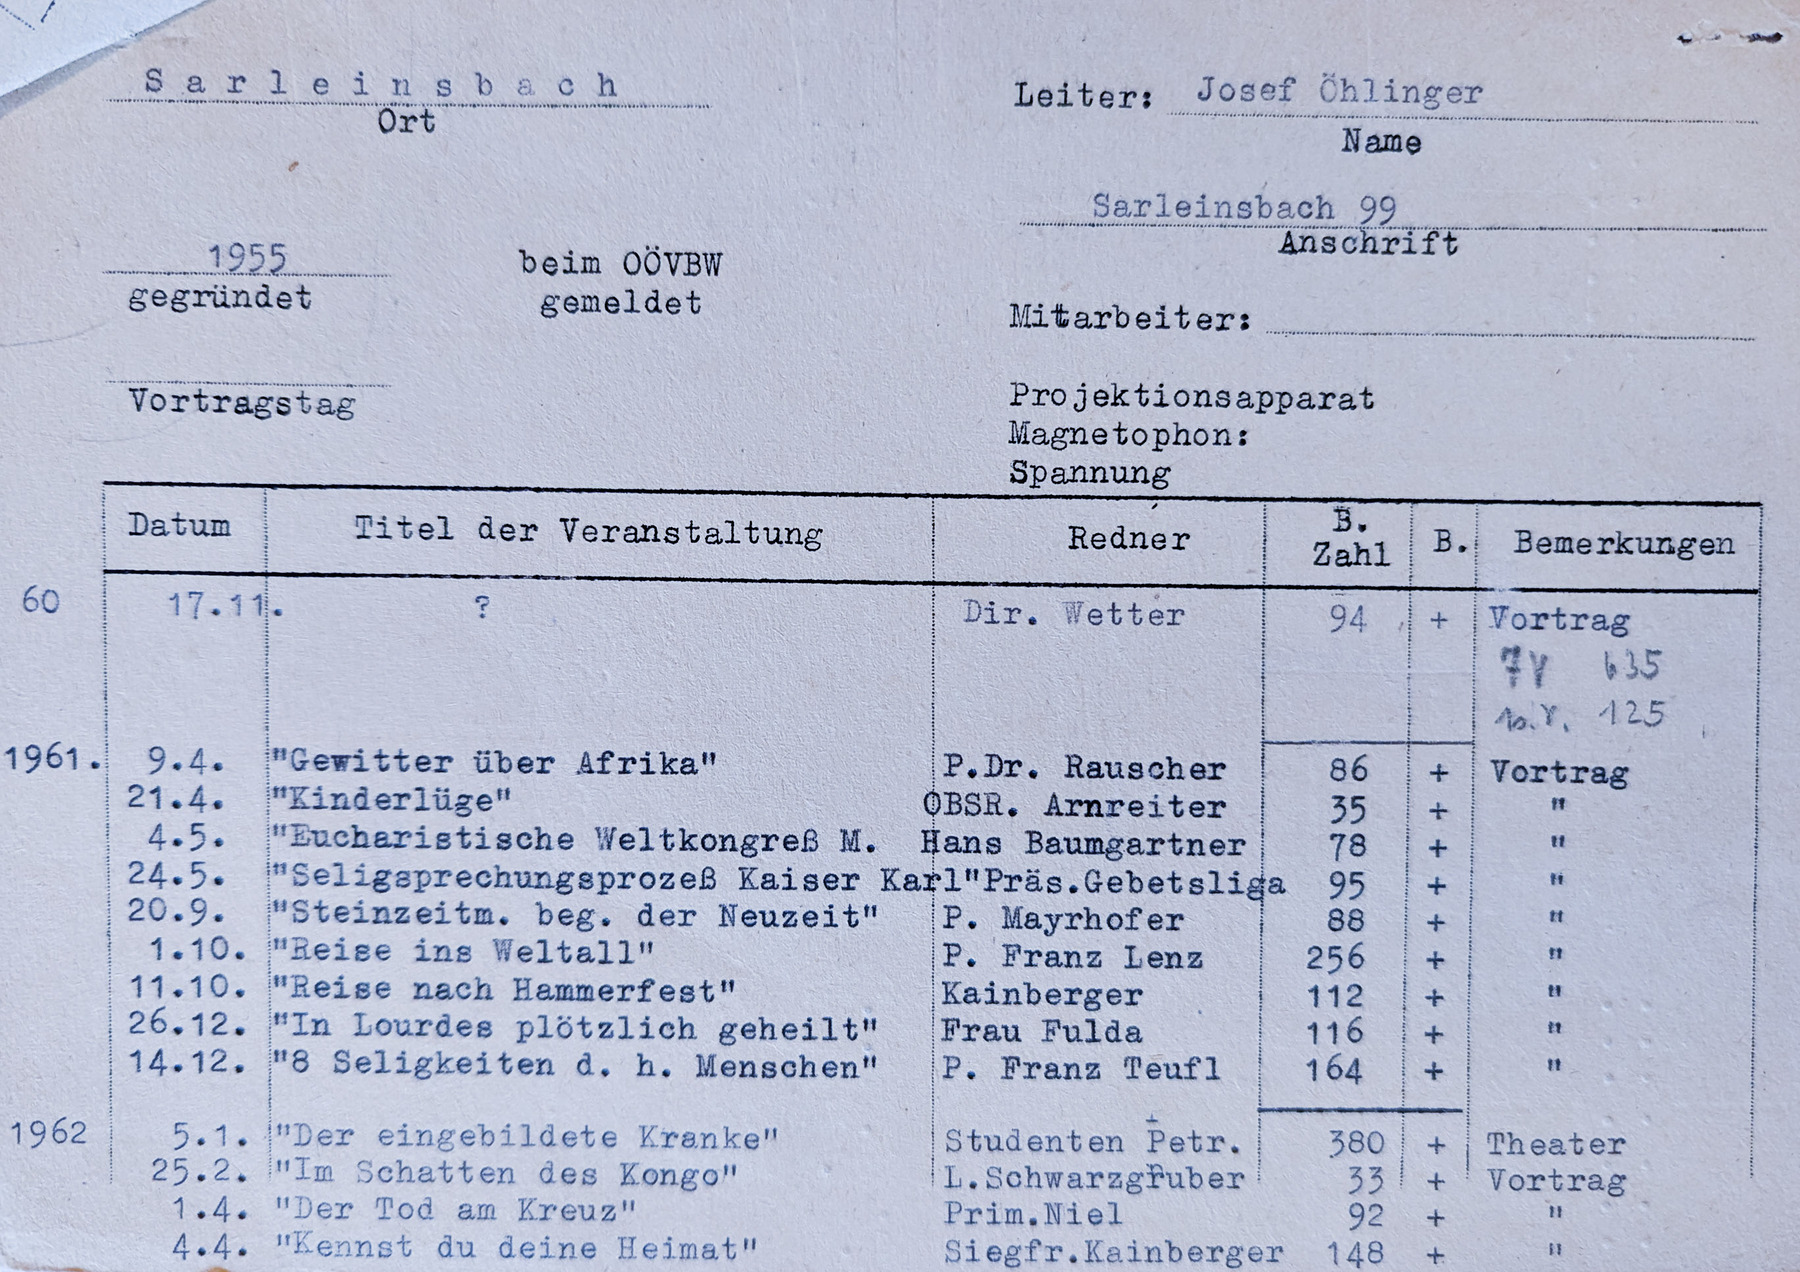 Sarleinsbach
Ort
Leiter: Josef Öhlinger
Name
Sarleinsbach 99
Anschrift
1955
gegründet
beim OÖVBW
gemeldet
Mitarbeiter:
Vortragstag
Projektionsapparat
Magnetophon:
Spannung
Datum Titel der Veranstaltung Redner B. Zahl B. Bemerkungen
60 17.11. ? Dir. Wetter 94 + Vortrag
635
125
1961. 9.4. "Gewitter über Afrika" P.Dr. Rauscher 86 + Vortrag
21.4. "Kinderlüge" OBSR. Arnreiter 35 + "
4.5. "Eucharistische Weltkongreß M. Hans Baumgartner 78 + "
24.5. "Seligsprechungsprozeß Kaiser Karl" Präs.Gebetsliga 95 + "
20.9. "Steinzeitm. beg. der Neuzeit" P. Mayrhofer 88 + "
1.10. "Reise ins Weltall" P. Franz Lenz 256 + "
11.10. "Reise nach Hammerfest" Kainberger 112 + "
26.12. "In Lourdes plötzlich geheilt" Frau Fulda 116 + "
14.12. "8 Seligkeiten d. h. Menschen" P. Franz Teufl 164 + "
1962 5.1. "Der eingebildete Kranke" Studenten Petr. 380 + Theater
25.2. "Im Schatten des Kongo" L.Schwarzgruber 33 + Vortrag
1.4. "Der Tod am Kreuz" Prim.Niel 92 + "
4.4. "Kennst du deine Heimat" Siegfr.Kainberger 148 + "